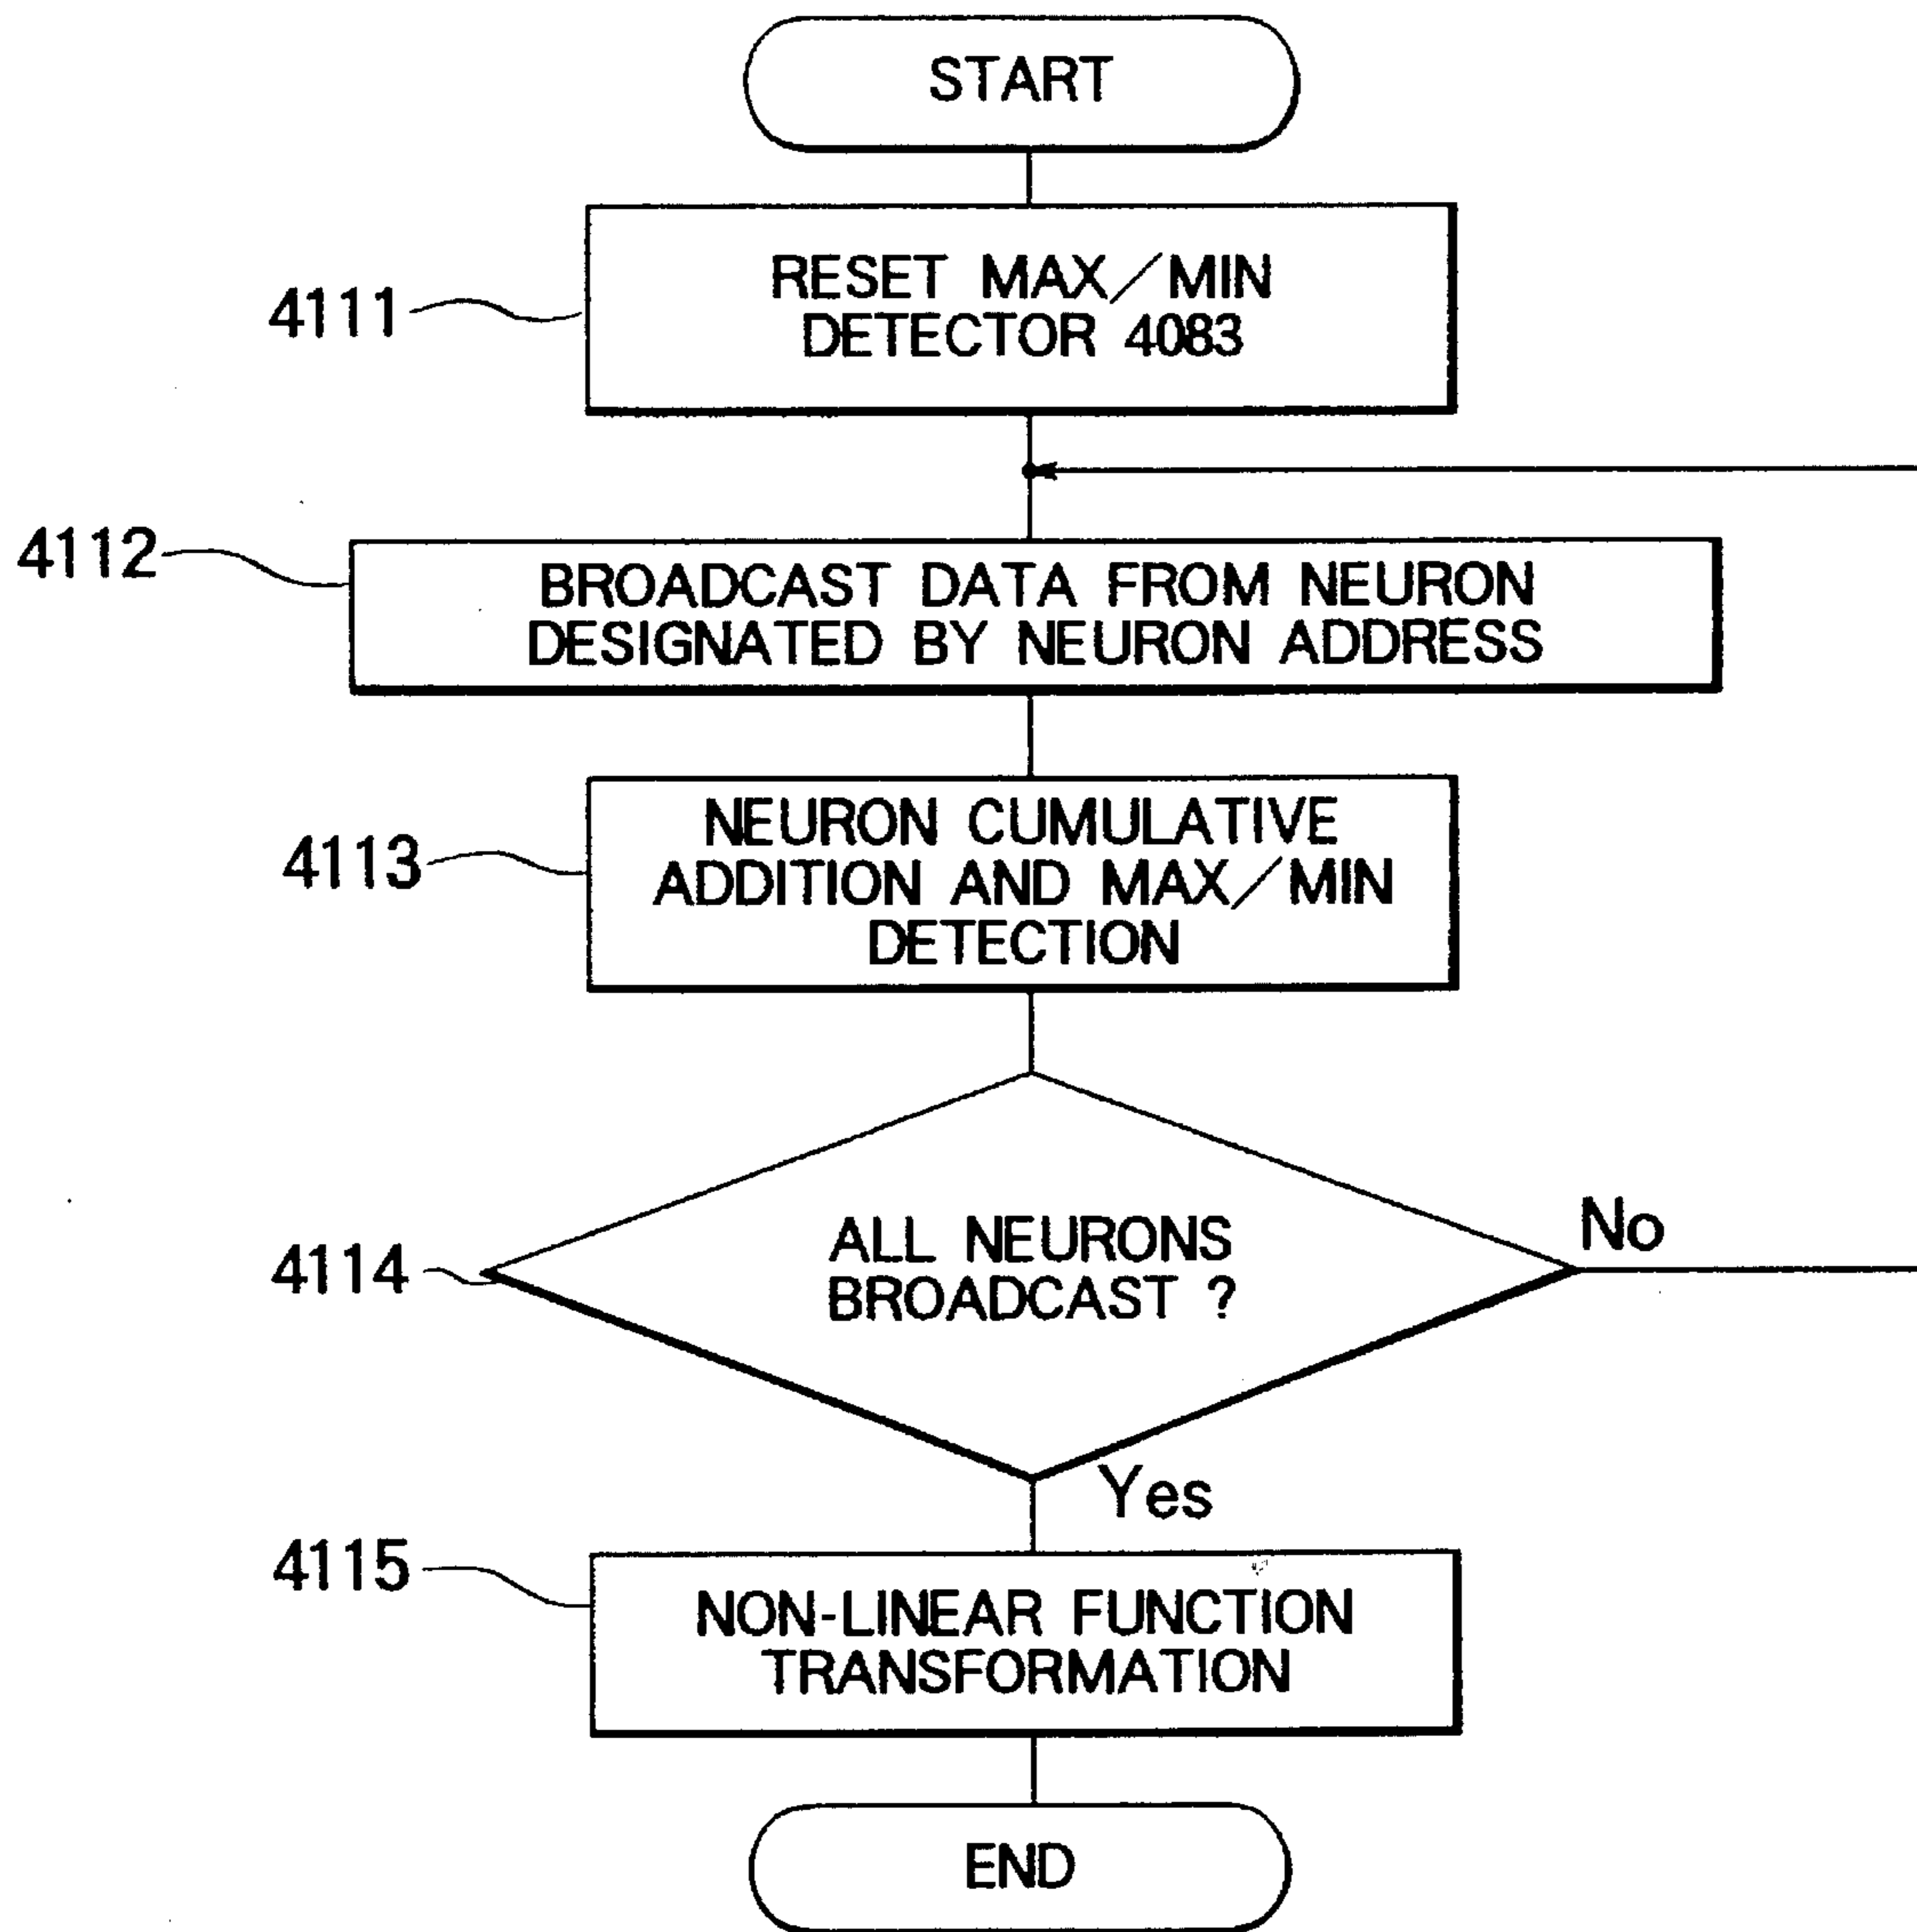 START
4111
RESET MAX/MIN
DETECTOR 4083
4112
BROADCAST DATA FROM NEURON
DESIGNATED BY NEURON ADDRESS
4113
NEURON CUMULATIVE
ADDITION AND MAX/MIN
DETECTION
4114
ALL NEURONS
BROADCAST ?
No
Yes
4115
NON-LINEAR FUNCTION
TRANSFORMATION
END